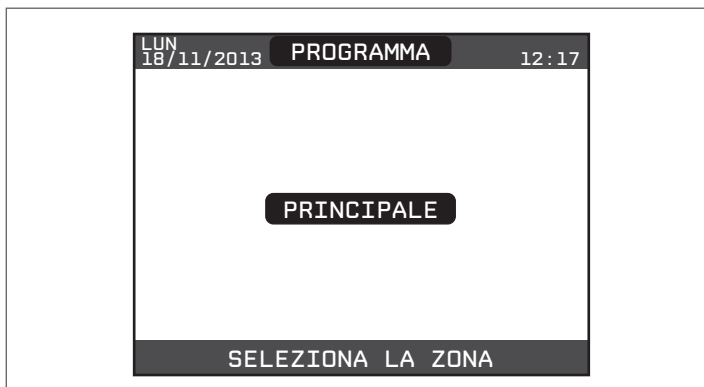 LUN
18/11/2013 PROGRAMMA 12:17
PRINCIPALE
SELEZIONA LA ZONA